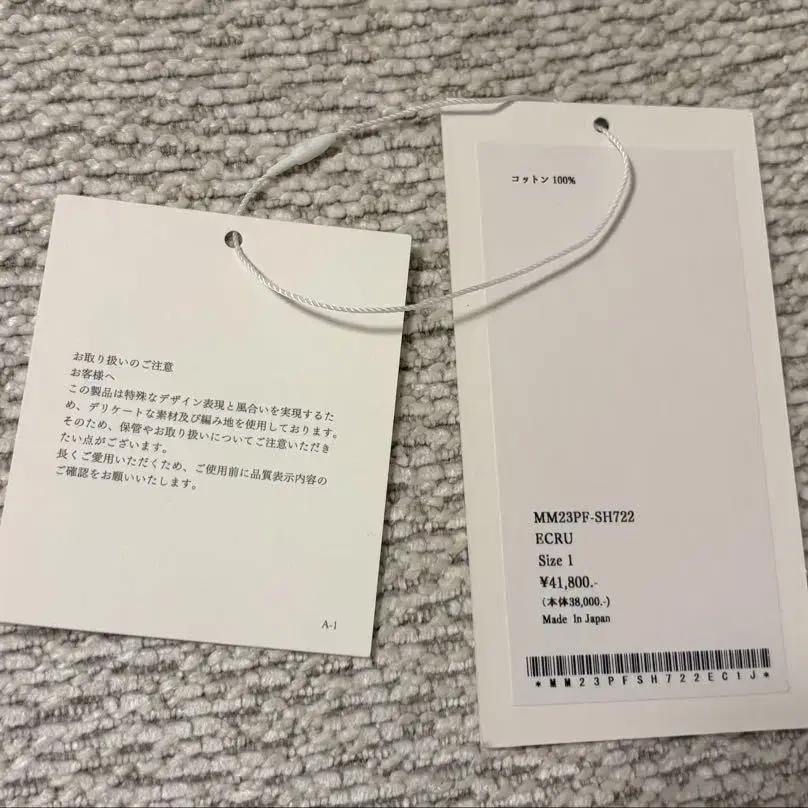 お取り扱いのご注意
お客様へ
この製品は特殊なデザイン表現と風合いを実現するた
め、デリケートな素材及び編み地を使用しております。
そのため、保管やお取り扱いについてご注意いただき
たい点がございます。
長くご愛用いただくため、ご使用前に品質表示内容の
ご確認をお願いいたします。
A-1
コットン 100%
MM23PF-SH722
ECRU
Size 1
¥41,800.-
(本体38,000.-)
Made In Japan
*MM23PFSH722EC1J*